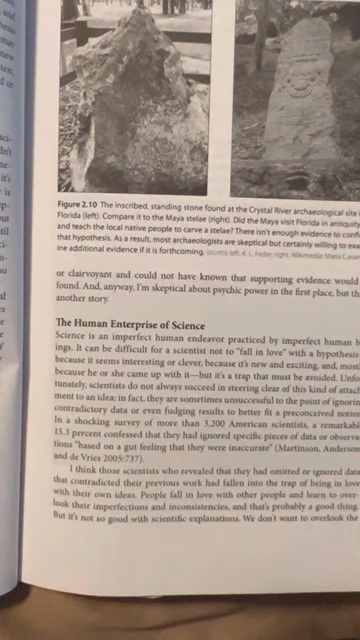 Figure 2.10 The inscribed, standing stone found at the Crystal River archaeological site
Florida (left). Compare it to the Maya stelae (right). Did the Maya visit Florida in antiquity
and teach the local native people to carve a stelae? There isn't enough evidence to confi
that hypothesis. As a result, most archaeologists are skeptical but certainly willing to exa
ine additional evidence if it is forthcoming. SOURCE left, K. L. Feder; right, Wikimedia: Maria
or clairvoyant and could not have known that supporting evidence would
found. And, anyway, I'm skeptical about psychic power in the first place, but th
another story.
The Human Enterprise of Science
Science is an imperfect human endeavor practiced by imperfect human b
ings. It can be difficult for a scientist not to "fall in love" with a hypothesis
because it seems interesting or clever, because it's new and exciting, and, most
because he or she came up with it—but it's a trap that must be avoided. Unfo
tunately, scientists do not always succeed in steering clear of this kind of attach
ment to an idea; in fact, they are sometimes unsuccessful to the point of ignorin
contradictory data or even fudging results to better fit a preconceived notion
In a shocking survey of more than 3,200 American scientists, a remarkabl
15.3 percent confessed that they had ignored specific pieces of data or observa
tions "based on a gut feeling that they were inaccurate" (Martinson, Anderson
and de Vries 2005:737).
I think those scientists who revealed that they had omitted or ignored data
that contradicted their previous work had fallen into the trap of being in love
with their own ideas. People fall in love with other people and learn to over-
look their imperfections and inconsistencies, and that's probably a good thing.
But it's not so good with scientific explanations. We don't want to overlook the